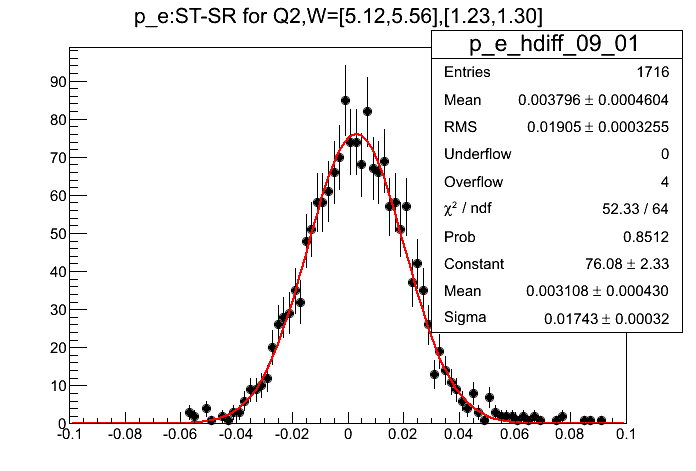 p_e:ST-SR for Q2,W=[5.12,5.56],[1.23,1.30]
p_e_hdiff_09_01
Entries 1716
Mean 0.003796 ± 0.0004604
RMS 0.01905 ± 0.0003255
Underflow 0
Overflow 4
χ² / ndf 52.33 / 64
Prob 0.8512
Constant 76.08 ± 2.33
Mean 0.003108 ± 0.000430
Sigma 0.01743 ± 0.00032
90
80
70
60
50
40
30
20
10
0
-0.1 -0.08 -0.06 -0.04 -0.02 0 0.02 0.04 0.06 0.08 0.1